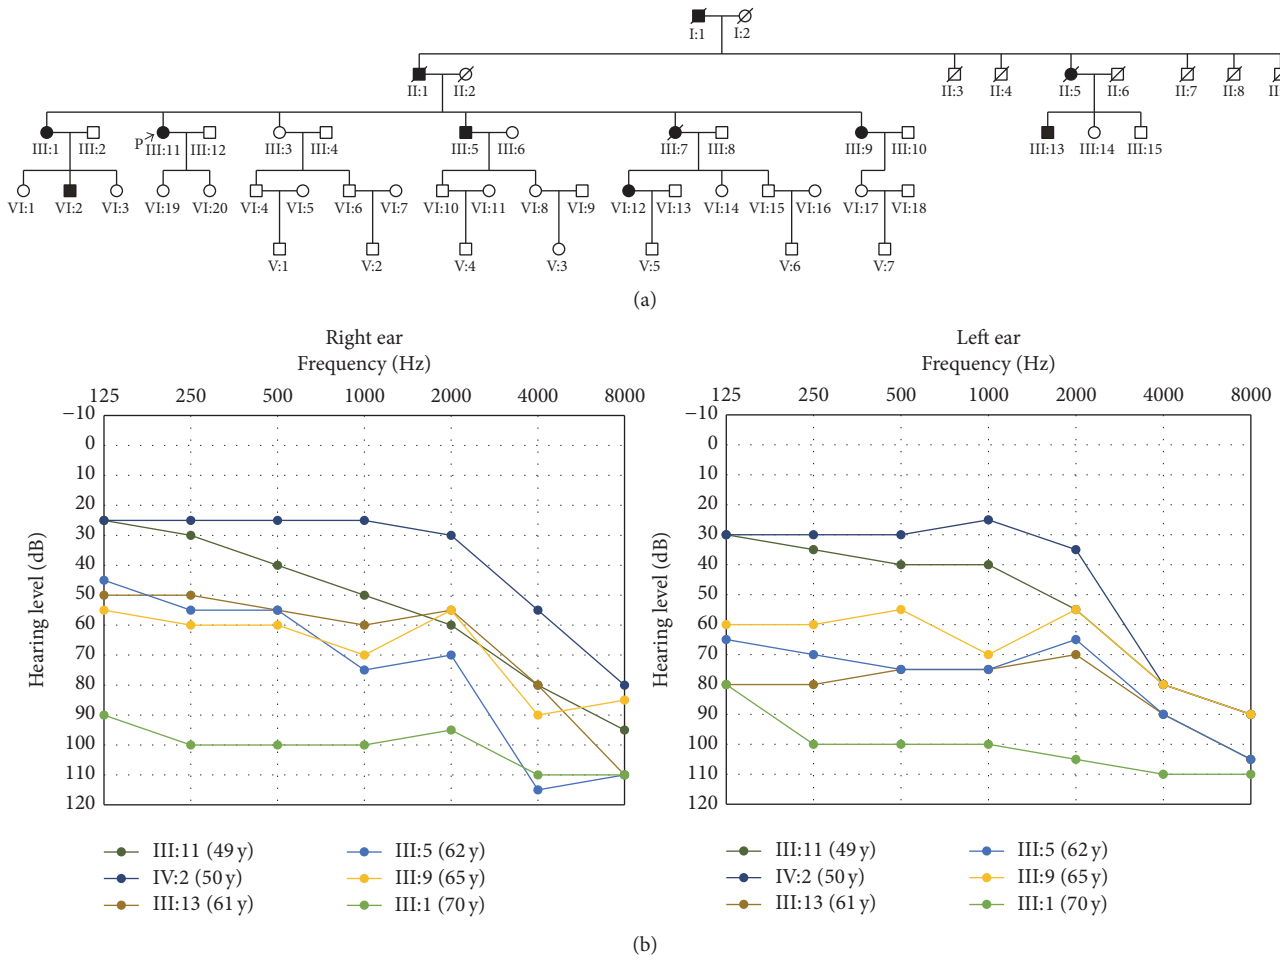 I:1 I:2
II:1 II:2 II:3 II:4 II:5 II:6 II:7 II:8
P III:1 III:2 III:11 III:12 III:3 III:4 III:5 III:6 III:7 III:8 III:9 III:10 III:13 III:14 III:15
VI:1 VI:2 VI:3 VI:19 VI:20 VI:4 VI:5 VI:6 VI:7 VI:10 VI:11 VI:8 VI:9 VI:12 VI:13 VI:14 VI:15 VI:16 VI:17 VI:18
V:1 V:2 V:4 V:3 V:5 V:6 V:7
(a)
Right ear
Frequency (Hz)
125 250 500 1000 2000 4000 8000
−10
0
10
20
30
40
50
60
70
80
90
100
110
120
Hearing level (dB)
III:11 (49 y) III:5 (62 y)
IV:2 (50 y) III:9 (65 y)
III:13 (61 y) III:1 (70 y)
Left ear
Frequency (Hz)
125 250 500 1000 2000 4000 8000
−10
0
10
20
30
40
50
60
70
80
90
100
110
120
Hearing level (dB)
III:11 (49 y) III:5 (62 y)
IV:2 (50 y) III:9 (65 y)
III:13 (61 y) III:1 (70 y)
(b)